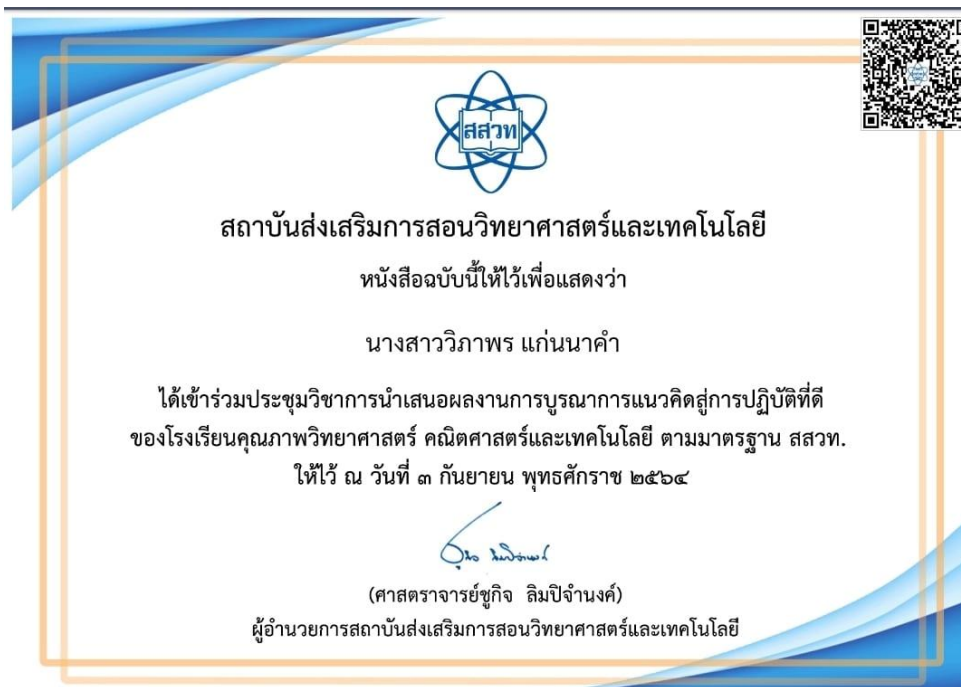 สสวท
สถาบันส่งเสริมการสอนวิทยาศาสตร์และเทคโนโลยี
หนังสือฉบับนี้ให้ไว้เพื่อแสดงว่า
นางสาววิภาพร แก่นนาคำ
ได้เข้าร่วมประชุมวิชาการนำเสนอผลงานการบูรณาการแนวคิดสู่การปฏิบัติที่ดี
ของโรงเรียนคุณภาพวิทยาศาสตร์ คณิตศาสตร์และเทคโนโลยี ตามมาตรฐาน สสวท.
ให้ไว้ ณ วันที่ ๓ กันยายน พุทธศักราช ๒๕๖๔
(ศาสตราจารย์ชูกิจ ลิมปิจำนงค์)
ผู้อำนวยการสถาบันส่งเสริมการสอนวิทยาศาสตร์และเทคโนโลยี